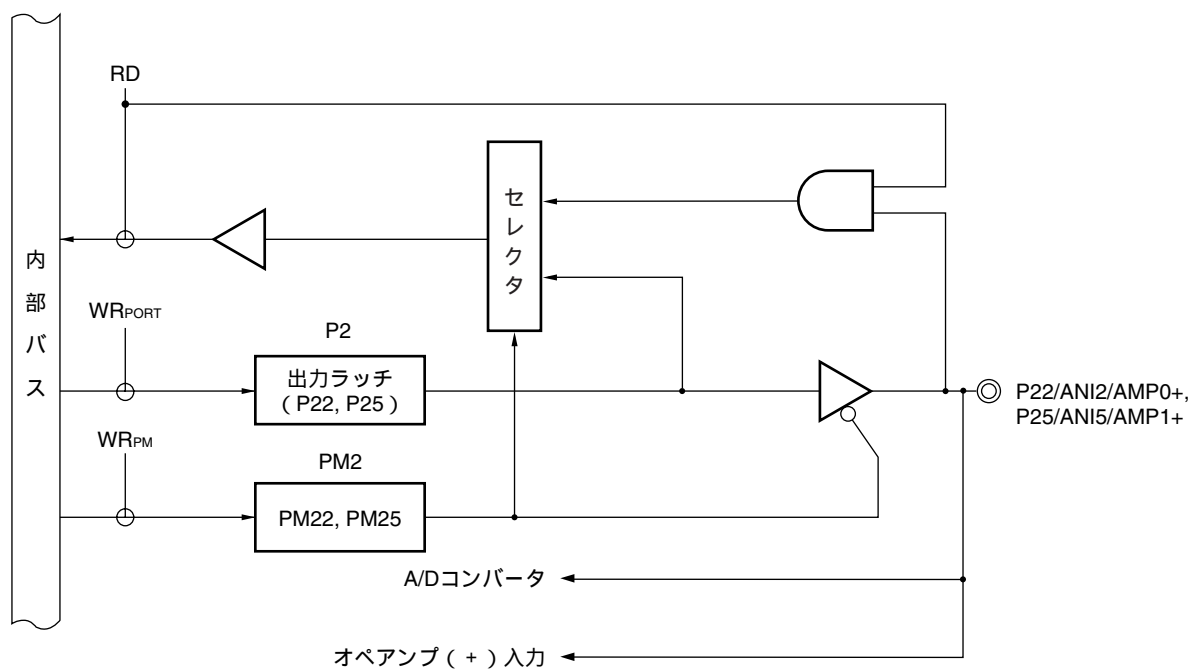 RD
セレクタ
内部バス
WRPORT
P2
出力ラッチ
( P22, P25 )
P22/ANI2/AMP0+,
P25/ANI5/AMP1+
WRPM
PM2
PM22, PM25
A/Dコンバータ
オペアンプ ( + ) 入力